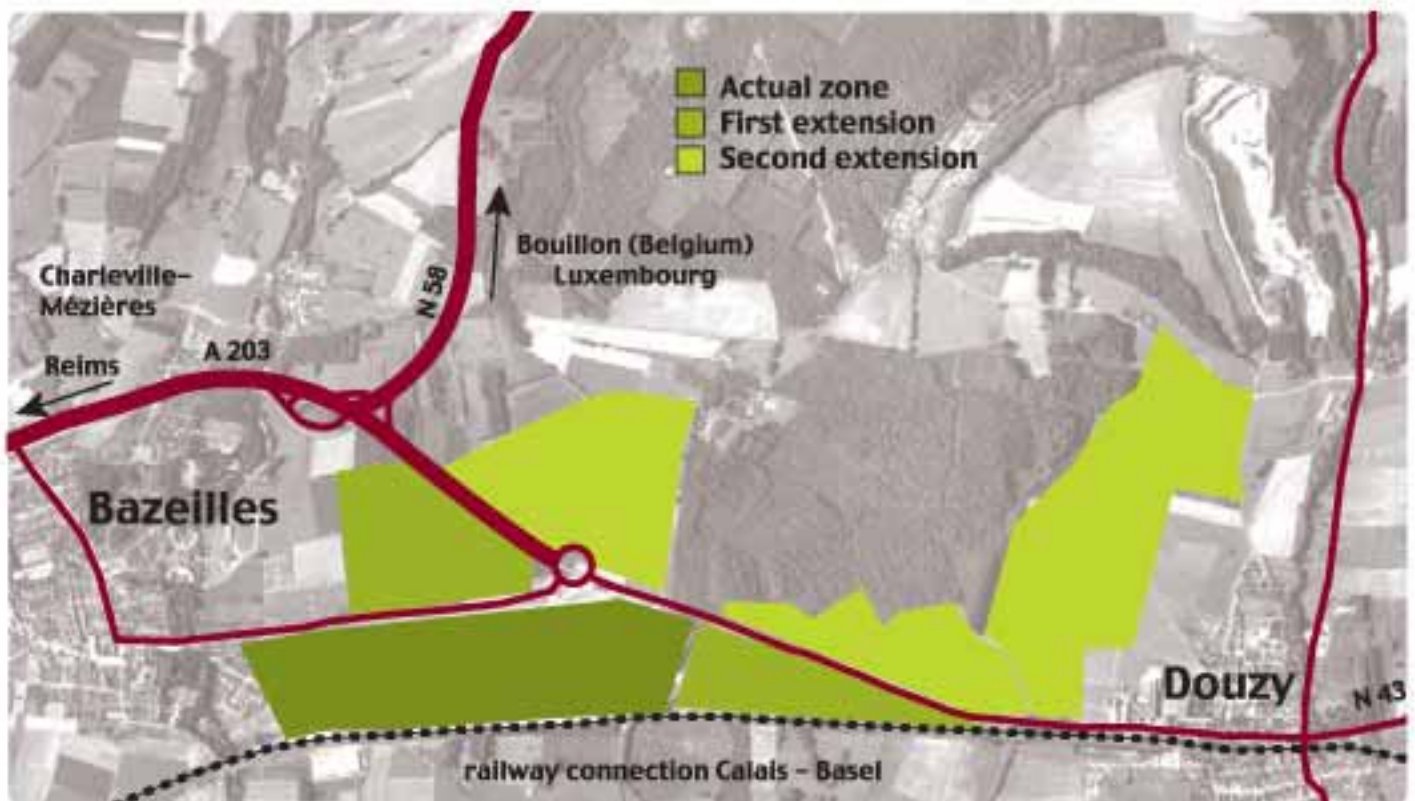 Actual zone
First extension
Second extension
Bouillon (Belgium)
Luxembourg
N 58
Charleville-
Mézières
A 203
Reims
Bazeilles
Douzy
N 43
railway connection Calais – Basel